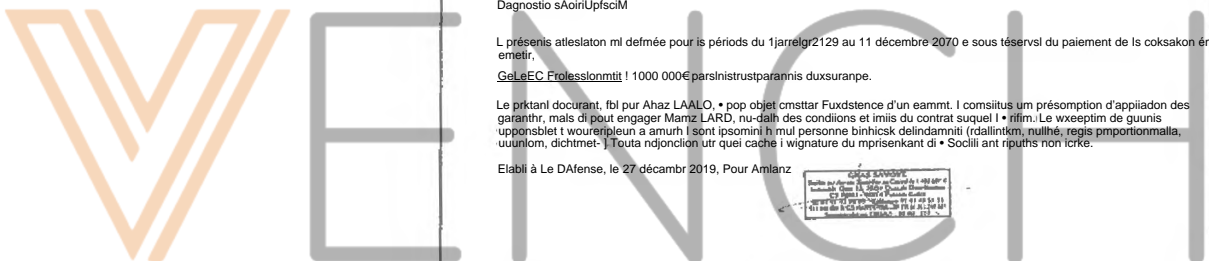 Dagnostio sAoiriUpfsciM
L présenis atleslaton ml defmée pour is périods du 1jarrelgr2129 au 11 décembre 2070 e sous téservsl du paiement de ls coksakon ér
emetir,
GeLeEC Frolesslonmtit ! 1000 000€ parslnistrustparannis duxsuranpe.
Le prktanl docurant, fbl pur Ahaz LAALO, • pop objet cmsttar Fuxdstence d'un eammt. I comsiitus um présomption d'appiiadon des
garanthr, mals di pout engager Mamz LARD, nu-dalh des condiions et imiis du contrat suquel I • rifim. Le wxeeptim de guunis
upponsblet t woureripleun a amurh I sont ipsomini h mul personne binhicsk delindamniti (rdallintkm, nullhé, regis pmportionmalla,
uuunlom, dichtmet- ] Touta ndjonclion utr quei cache i wignature du mprisenkant di • Soclili ant ripuths non icrke.
Elabli à Le DAfense, le 27 décambr 2019, Pour Amlanz
VENCH